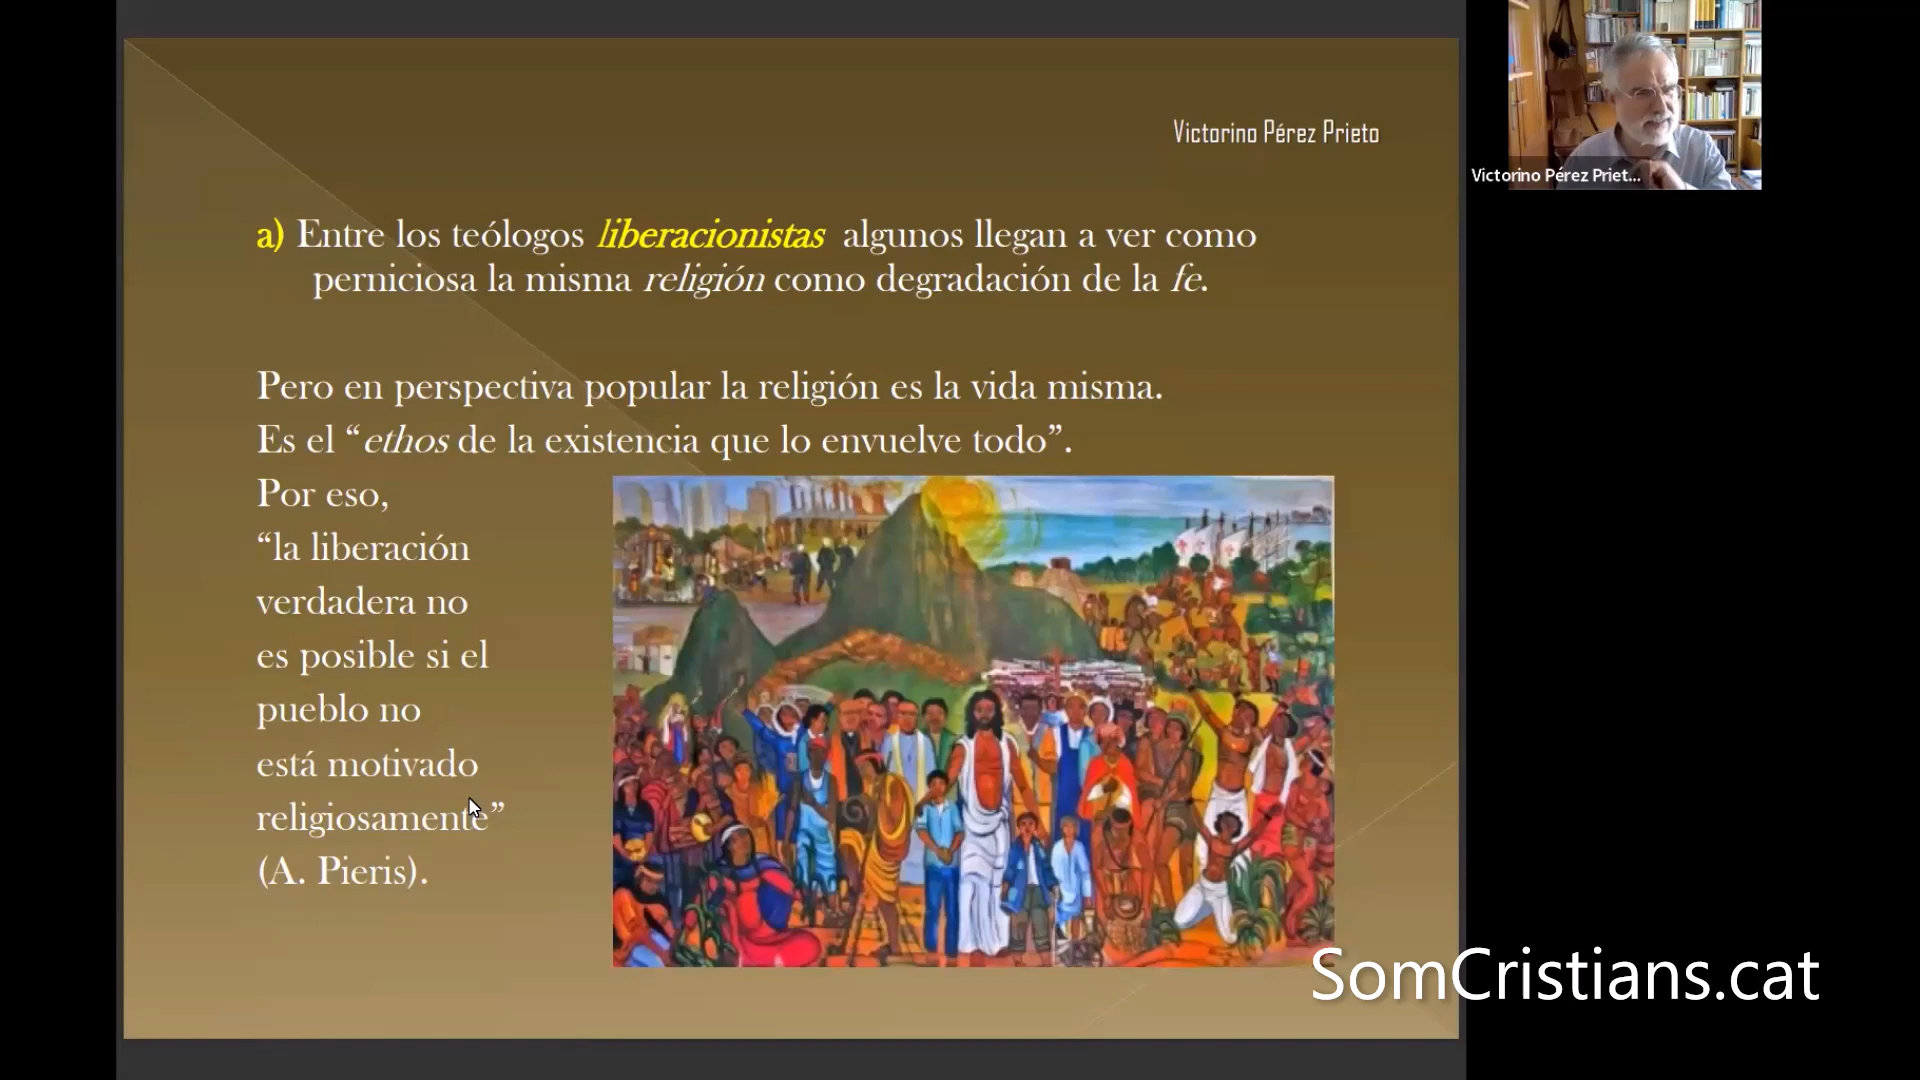 Victorino Pérez Prieto
a) Entre los teólogos liberacionistas algunos llegan a ver como
perniciosa la misma religión como degradación de la fe.
Pero en perspectiva popular la religión es la vida misma.
Es el “ethos de la existencia que lo envuelve todo”.
Por eso,
“la liberación
verdadera no
es posible si el
pueblo no
está motivado
religiosamente”
(A. Pieris).
Victorino Pérez Priet...
SomCristians.cat